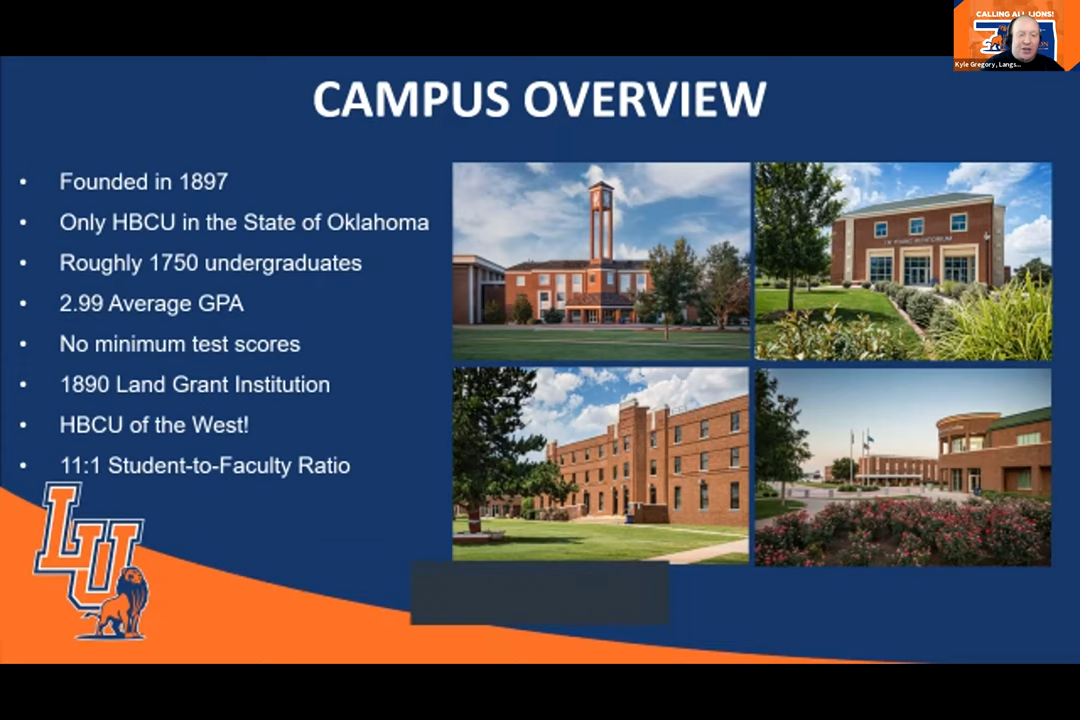 CALLING ALL LIONS!
Kyle Gregory, Langs...
CAMPUS OVERVIEW
• Founded in 1897
• Only HBCU in the State of Oklahoma
• Roughly 1750 undergraduates
• 2.99 Average GPA
• No minimum test scores
• 1890 Land Grant Institution
• HBCU of the West!
• 11:1 Student-to-Faculty Ratio
LU